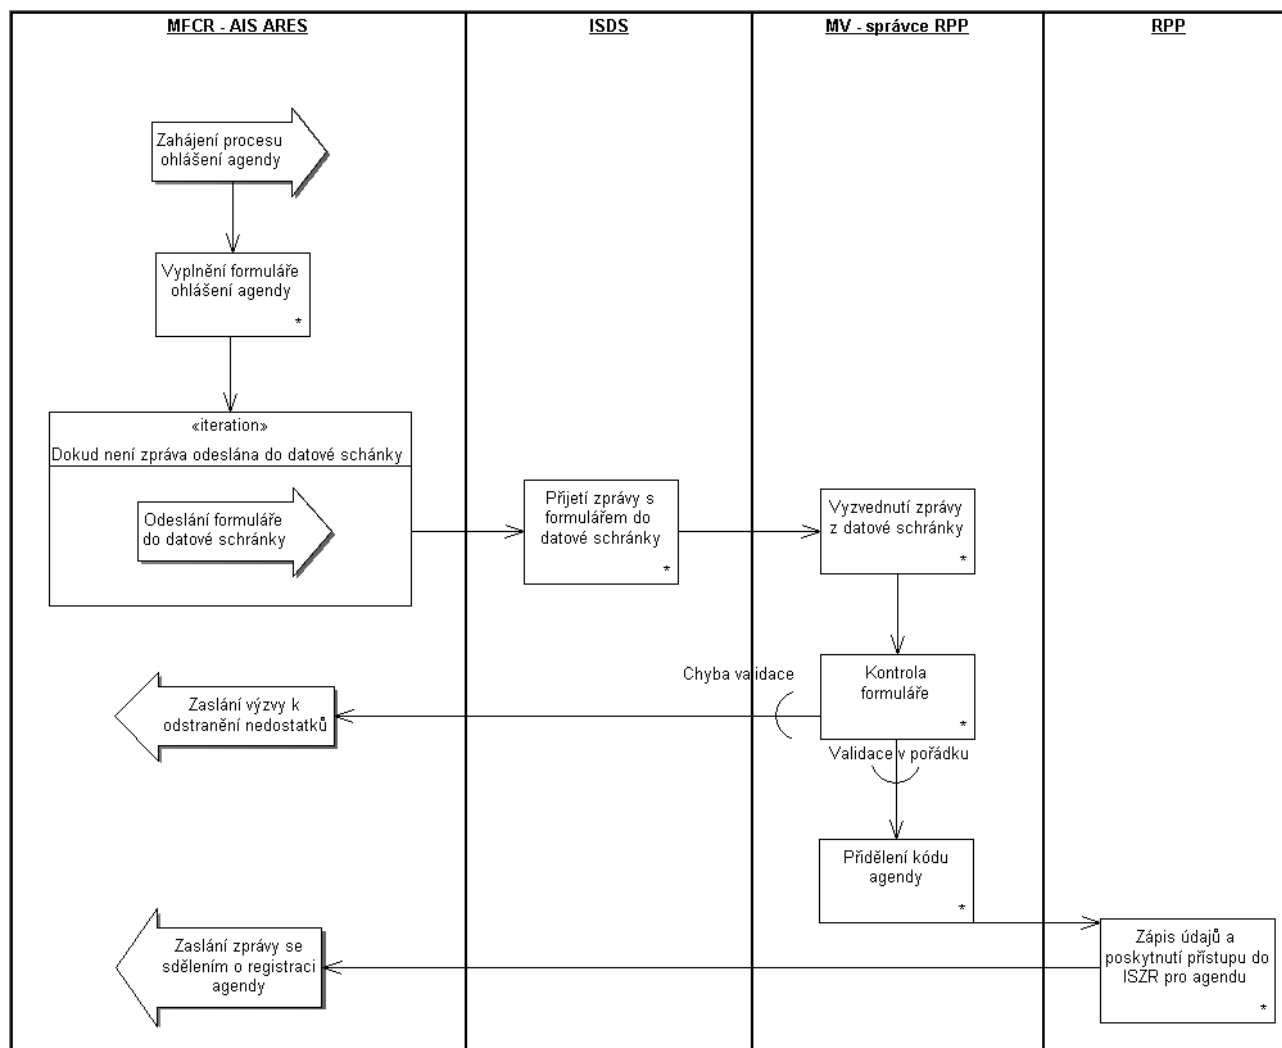 MFCR - AIS ARES
ISDS
MV - správce RPP
RPP
Zahájení procesu
ohlášení agendy
Vyplnění formuláře
ohlášení agendy
*
«iteration»
Dokud není zpráva odeslána do datové schánky
Odeslání formuláře
do datové schránky
Přijetí zprávy s
formulářem do
datové schránky
*
Vyzvednutí zprávy
z datové schránky
*
Chyba validace
Kontrola
formuláře
*
Zaslání výzvy k
odstranění nedostatků
Validace v pořádku
Přidělení kódu
agendy
*
Zaslání zprávy se
sdělením o registraci
agendy
Zápis údajů a
poskytnutí přístupu do
ISZR pro agendu
*